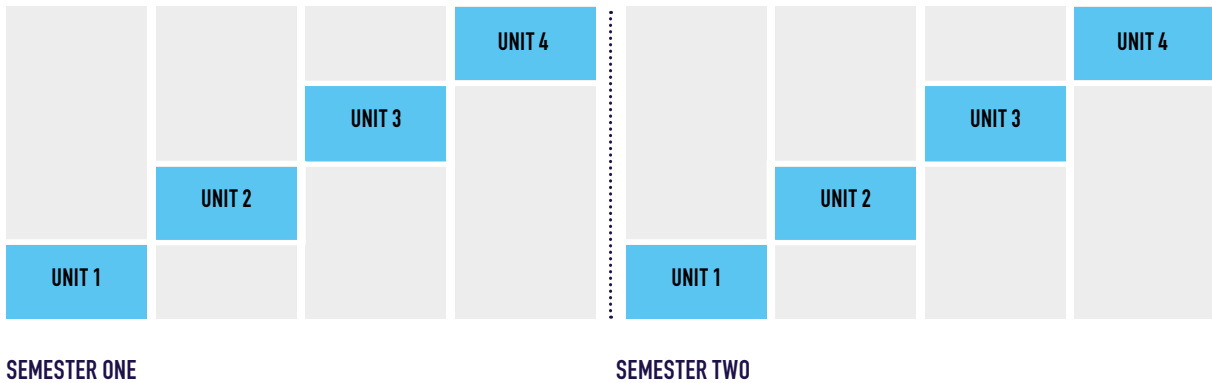 UNIT 4
UNIT 3
UNIT 2
UNIT 1
SEMESTER ONE
UNIT 4
UNIT 3
UNIT 2
UNIT 1
SEMESTER TWO